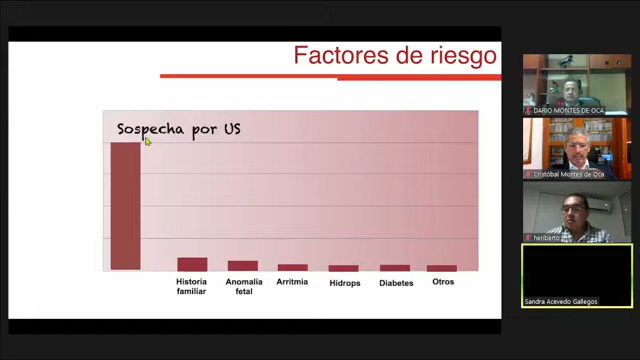 Factores de riesgo
Sospecha por US
Historia familiar
Anomalía fetal
Arritmia
Hidrops
Diabetes
Otros
DARIO MONTES DE OCA
Cristóbal Montes de Oca
heriberto
Sandra Acevedo Gallegos